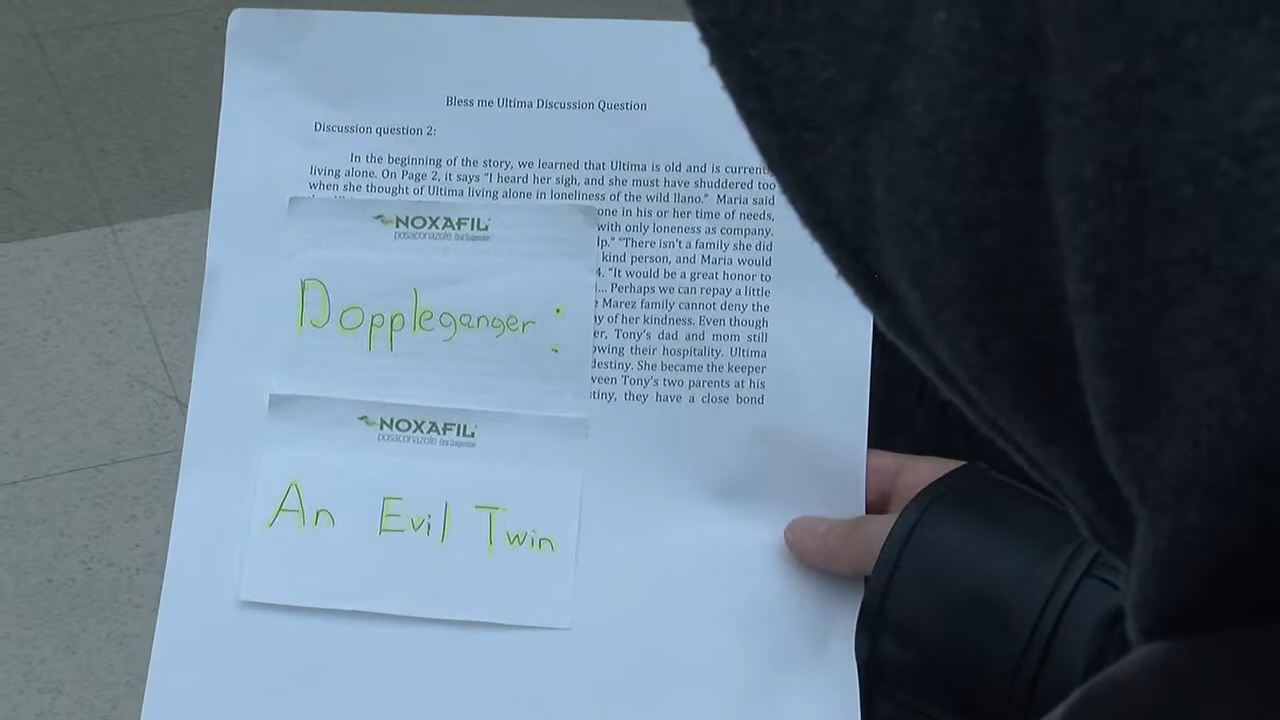 Bless me Ultima Discussion Question
Discussion question 2:
In the beginning of the story, we learned that Ultima is old and is current
living alone. On Page 2, it says "I heard her sigh, and she must have shuddered too
when she thought of Ultima living alone in loneliness of the wild llano." Maria said
one in his or her time of needs,
with only loneness as company.
lp." "There isn't a family she did
kind person, and Maria would
4. "It would be a great honor to
... Perhaps we can repay a little
Marez family cannot deny the
y of her kindness. Even though
er, Tony's dad and mom still
owing their hospitality. Ultima
destiny. She became the keeper
ween Tony's two parents at his
tiny, they have a close bond
NOXAFIL
posaconazole Oral Suspension
Doppleganger :
NOXAFIL
posaconazole Oral Suspension
An Evil Twin